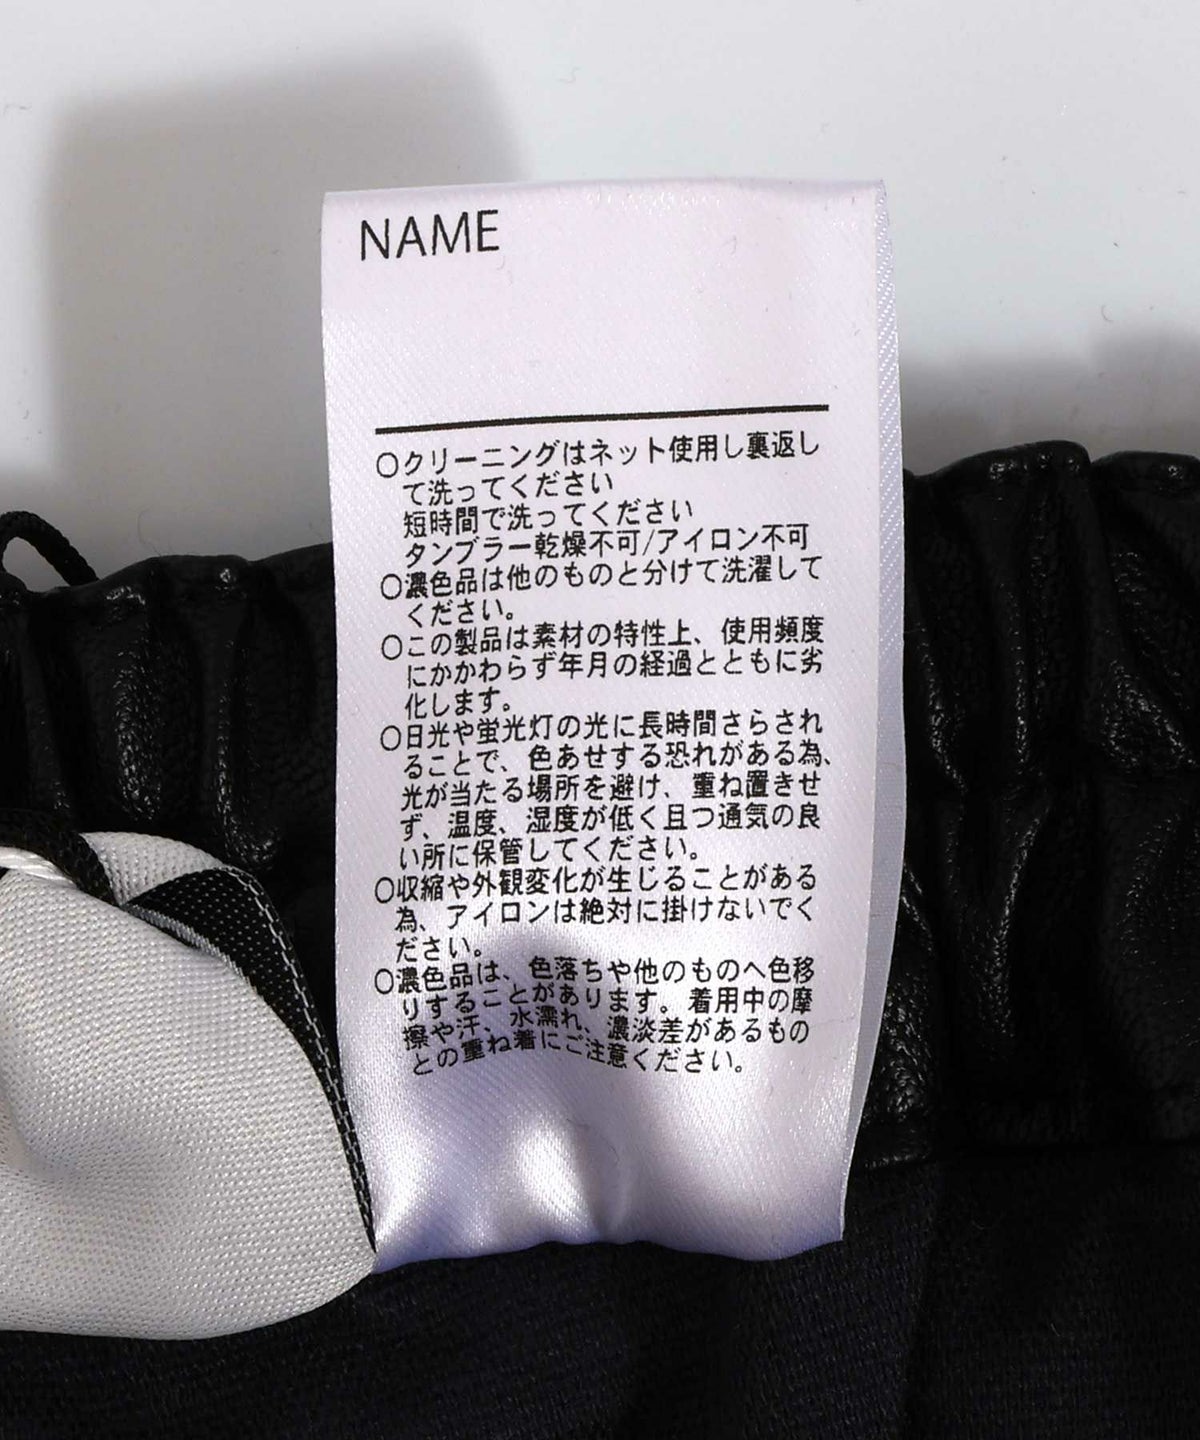 NAME
○クリーニングはネット使用し裏返し
て洗ってください
短時間で洗ってください
タンブラー乾燥不可/アイロン不可
○濃色品は他のものと分けて洗濯して
ください。
○この製品は素材の特性上、使用頻度
にかかわらず年月の経過とともに劣
化します。
○日光や蛍光灯の光に長時間さらされ
ることで、色あせする恐れがある為、
光が当たる場所を避け、重ね置きせ
ず、温度、湿度が低く且つ通気の良
い所に保管してください。
○収縮や外観変化が生じることがある
為、アイロンは絶対に掛けないでく
ださい。
○濃色品は、色落ちや他のものへ色移
りすることがあります。着用中の摩
擦や汗、水濡れ、濃淡差があるもの
との重ね着にご注意ください。